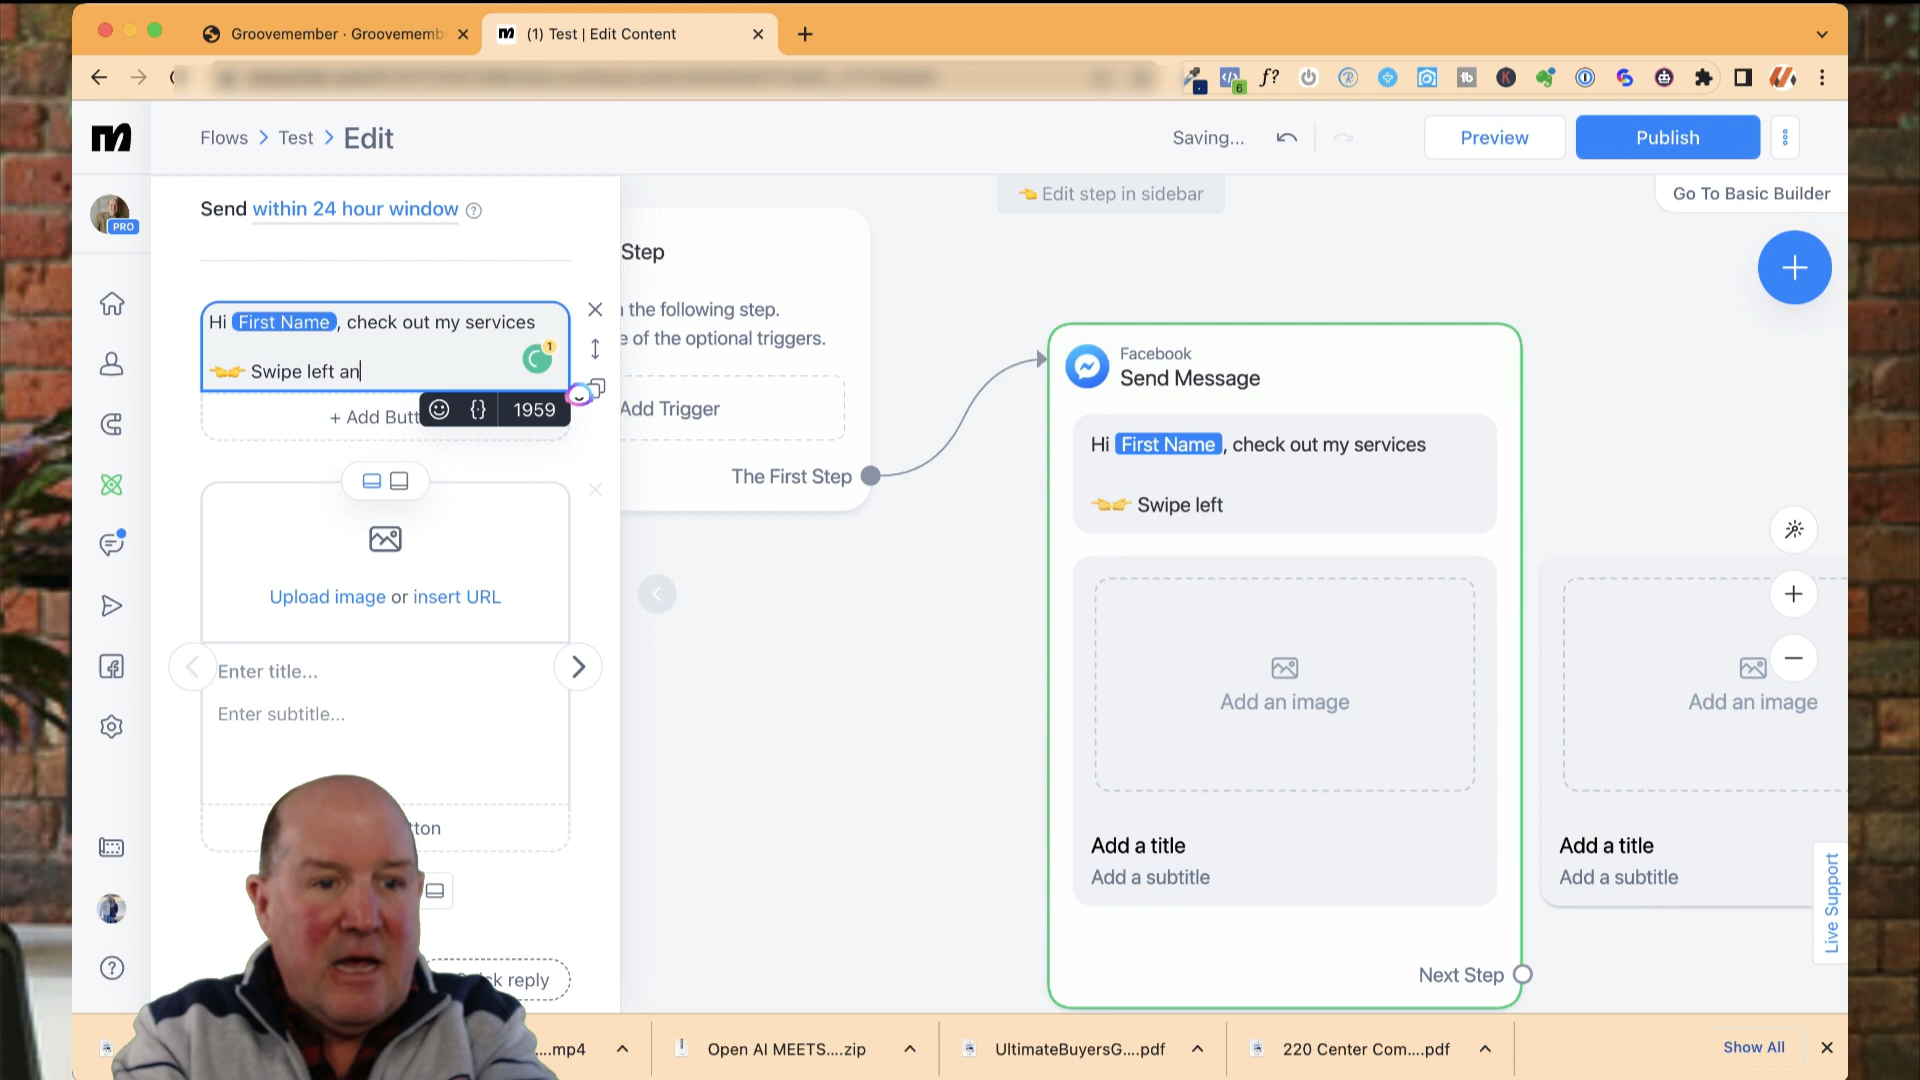 Groovemember · Groovememb
(1) Test | Edit Content
f?
6
tb
K
Flows > Test > Edit
Saving...
Preview
Publish
PRO
Send within 24 hour window
Edit step in sidebar
Go To Basic Builder
Hi First Name, check out my services
Swipe left an
1
+ Add Butt
1959
Upload image or insert URL
Enter title...
Enter subtitle...
tton
ck reply
Step
the following step.
e of the optional triggers.
Add Trigger
The First Step
Facebook
Send Message
Hi First Name, check out my services
Swipe left
Add an image
Add a title
Add a subtitle
Next Step
Add an image
Add a title
Add a subtitle
Live Support
....mp4
Open AI MEETS....zip
UltimateBuyersG....pdf
220 Center Com....pdf
Show All